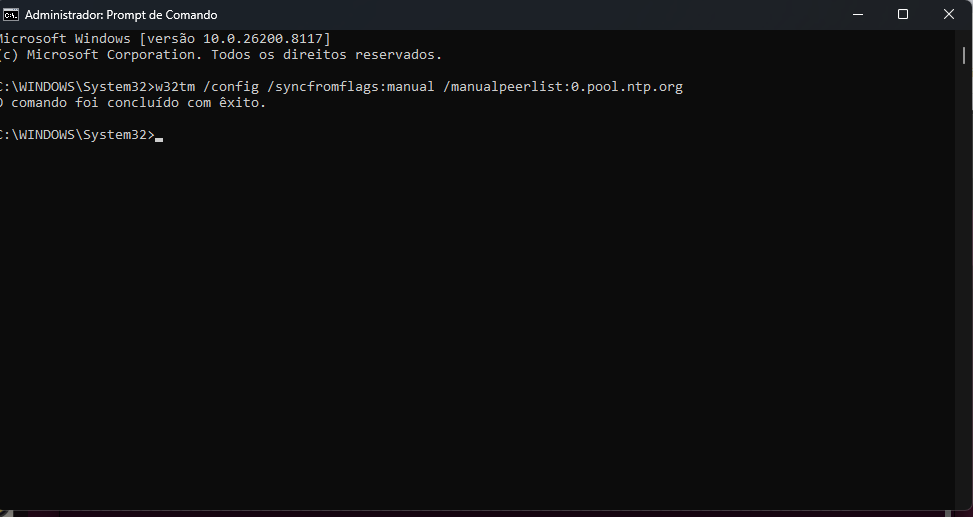 Administrador: Prompt de Comando
Microsoft Windows [versão 10.0.26200.8117]
(c) Microsoft Corporation. Todos os direitos reservados.
C:\WINDOWS\System32>w32tm /config /syncfromflags:manual /manualpeerlist:0.pool.ntp.org
O comando foi concluído com êxito.
C:\WINDOWS\System32>